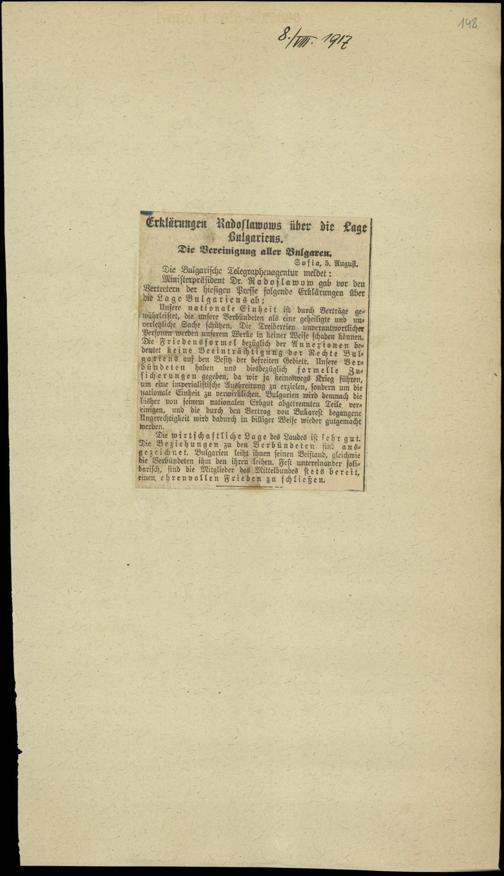 148
8./VIII. 1917
Erklärungen Radoslawows über die Lage
Bulgariens.
Die Vereinigung aller Bulgaren.
Sofia, 5. August.
Die Bulgarische Telegraphenagentur meldet:
Ministerpräsident Dr. Radoslawow gab vor den
Vertretern der hiesigen Presse folgende Erklärungen über
die Lage Bulgariens ab:
Unsere nationale Einheit ist durch Verträge ge-
währleistet, die unsere Verbündeten als eine geheiligte und un-
verletzliche Sache schützen. Die Treibereien unverantwortlicher
Personen werden unserem Werke in keiner Weise schaden können.
Die Friedensformel bezüglich der Annexionen be-
deutet keine Beeinträchtigung der Rechte Bul-
gariens auf den Besitz der befreiten Gebiete. Unsere Ver-
bündeten haben uns diesbezüglich formelle Zu-
sicherungen gegeben, da wir ja keineswegs Krieg führen,
um eine imperialistische Ausbreitung zu erzielen, sondern um die
nationale Einheit zu verwirklichen. Bulgarien wird demnach die
bisher von seinem nationalen Erbgut abgetrennten Teile ver-
einigen, und die durch den Vertrag von Bukarest begangene
Ungerechtigkeit wird dadurch in billiger Weise wieder gutgemacht
werden.
Die wirtschaftliche Lage des Landes ist sehr gut.
Die Beziehungen zu den Verbündeten sind aus-
gezeichnet. Bulgarien leiht ihnen seinen Beistand, gleichwie
die Verbündeten ihm den ihren leihen. Fest untereinander soli-
darisch, sind die Mitglieder des Mittelbundes stets bereit,
einen ehrenvollen Frieden zu schließen.